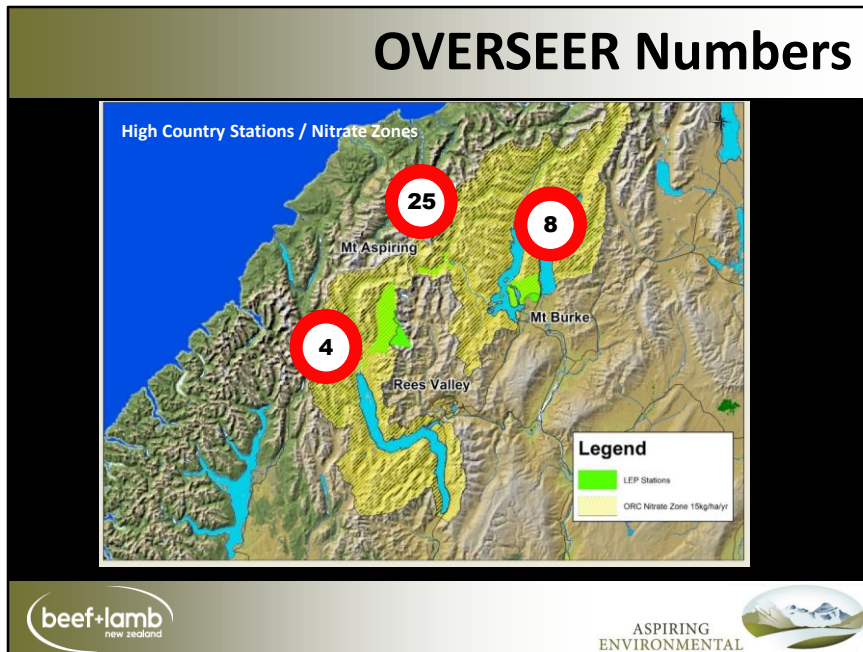 OVERSEER Numbers
High Country Stations / Nitrate Zones
25
8
Mt Aspiring
Mt Burke
4
Rees Valley
Legend
LEP Stations
ORC Nitrate Zone 15kg/ha/yr
beef+lamb
new zealand
ASPIRING
ENVIRONMENTAL